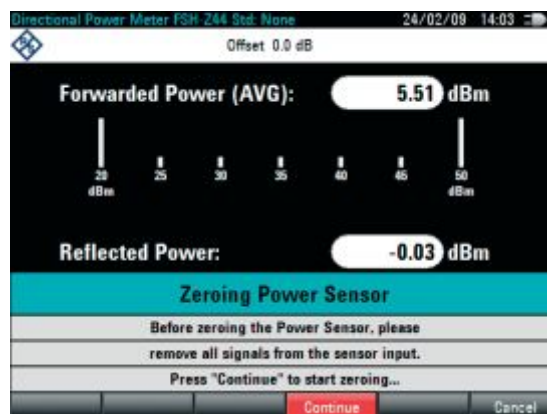 Directional Power Meter FSH-Z44 Std: None 24/02/09 14:03
Offset 0.0 dB
Forwarded Power (AVG): 5.51 dBm
20 25 30 35 40 45 50
dBm dBm
Reflected Power: -0.03 dBm
Zeroing Power Sensor
Before zeroing the Power Sensor, please
remove all signals from the sensor input.
Press "Continue" to start zeroing...
Continue Cancel